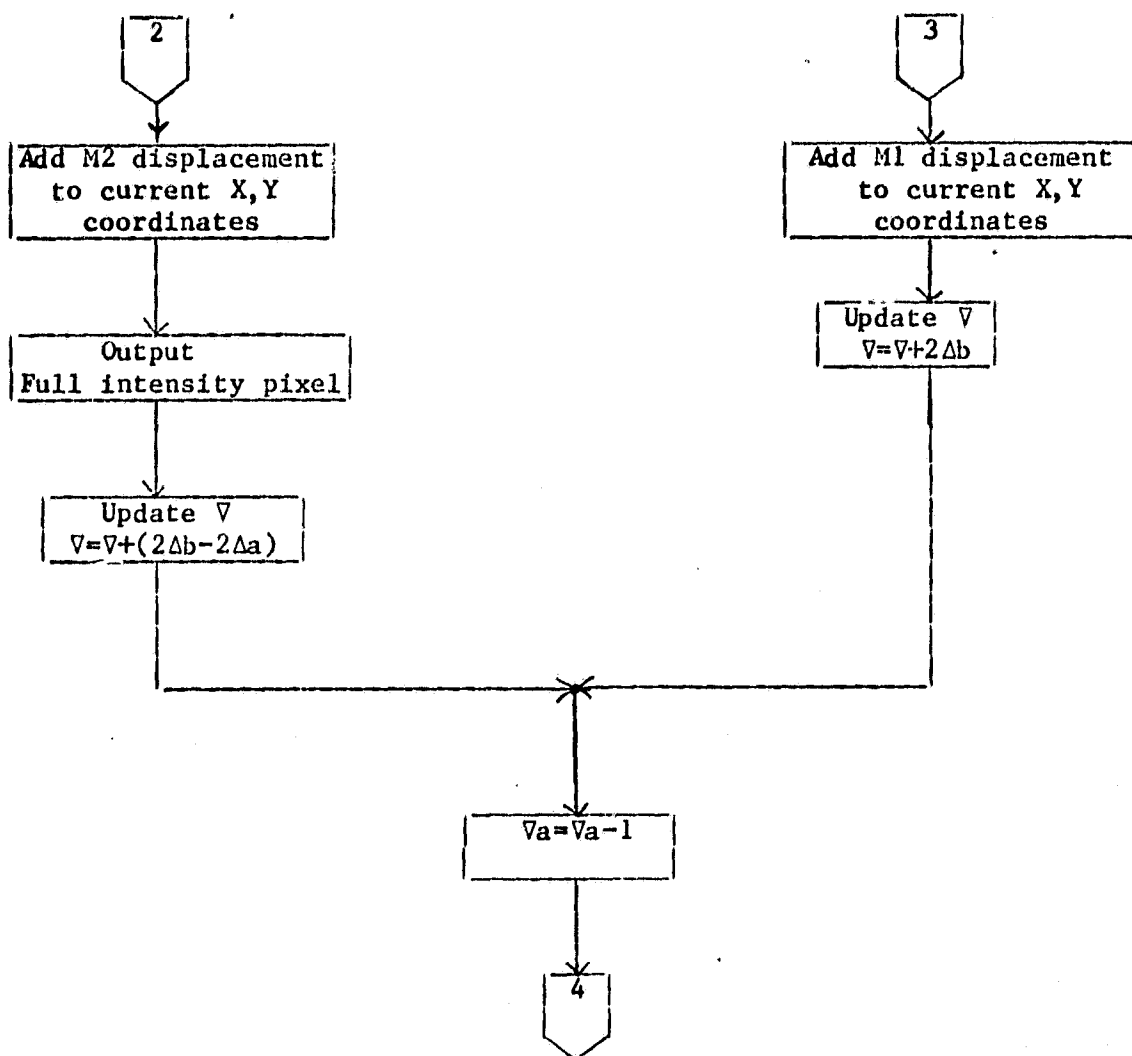 2
Add M2 displacement
to current X,Y
coordinates
Output
Full intensity pixel
Update ∇
∇=∇+(2Δb-2Δa)
3
Add M1 displacement
to current X,Y
coordinates
Update ∇
∇=∇+2Δb
∇a=∇a-1
4